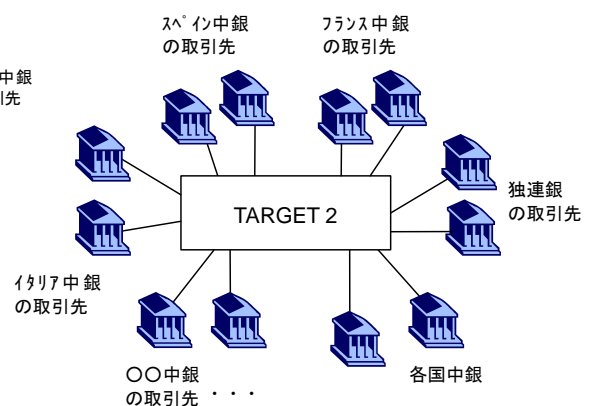 ｽﾍﾟｲﾝ中銀
の取引先
ﾌﾗﾝｽ中銀
の取引先
中銀
先
TARGET 2
独連銀
の取引先
ｲﾀﾘｱ中銀
の取引先
〇〇中銀
の取引先 ・・・
各国中銀